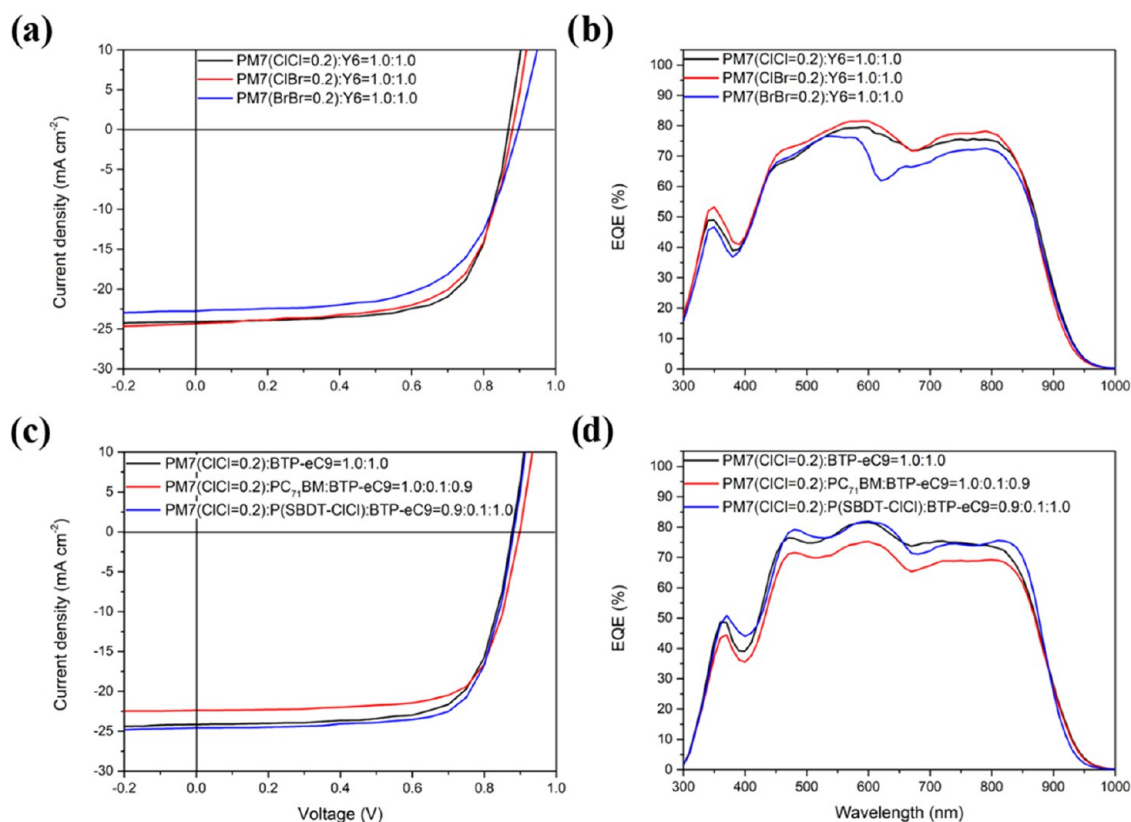 (a)
PM7(ClCl=0.2):Y6=1.0:1.0
PM7(ClBr=0.2):Y6=1.0:1.0
PM7(BrBr=0.2):Y6=1.0:1.0
Current density (mA cm⁻²)
10
5
0
-5
-10
-15
-20
-25
-30
-0.2 0.0 0.2 0.4 0.6 0.8 1.0
(b)
PM7(ClCl=0.2):Y6=1.0:1.0
PM7(ClBr=0.2):Y6=1.0:1.0
PM7(BrBr=0.2):Y6=1.0:1.0
EQE (%)
100
90
80
70
60
50
40
30
20
10
0
300 400 500 600 700 800 900 1000
(c)
PM7(ClCl=0.2):BTP-eC9=1.0:1.0
PM7(ClCl=0.2):PC₇₁BM:BTP-eC9=1.0:0.1:0.9
PM7(ClCl=0.2):P(SBDT-ClCl):BTP-eC9=0.9:0.1:1.0
Current density (mA cm⁻²)
10
5
0
-5
-10
-15
-20
-25
-30
-0.2 0.0 0.2 0.4 0.6 0.8 1.0
Voltage (V)
(d)
PM7(ClCl=0.2):BTP-eC9=1.0:1.0
PM7(ClCl=0.2):PC₇₁BM:BTP-eC9=1.0:0.1:0.9
PM7(ClCl=0.2):P(SBDT-ClCl):BTP-eC9=0.9:0.1:1.0
EQE (%)
100
90
80
70
60
50
40
30
20
10
0
300 400 500 600 700 800 900 1000
Wavelength (nm)